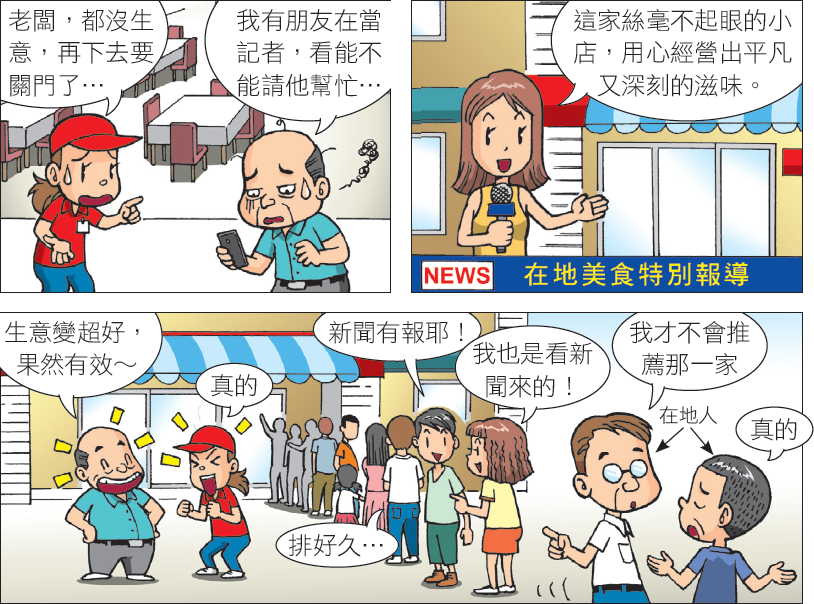 老闆，都沒生
意，再下去要
關門了…
我有朋友在當
記者，看能不
能請他幫忙…
這家絲毫不起眼的小
店，用心經營出平凡
又深刻的滋味。
NEWS 在地美食特別報導
生意變超好，
果然有效～
真的
新聞有報耶！
我也是看新
聞來的！
排好久…
我才不會推
薦那一家
在地人
真的